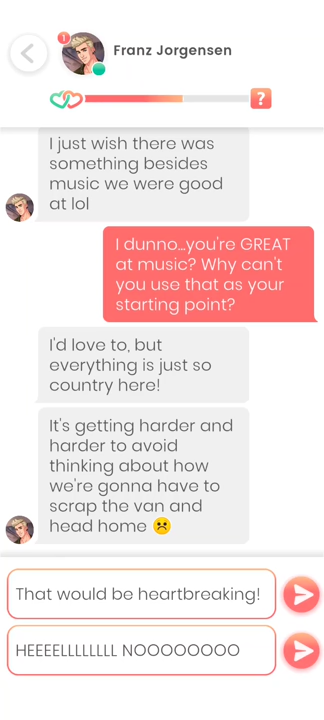 1
Franz Jorgensen
?
I just wish there was
something besides
music we were good
at lol
I dunno...you're GREAT
at music? Why can't
you use that as your
starting point?
I'd love to, but
everything is just so
country here!
It's getting harder and
harder to avoid
thinking about how
we're gonna have to
scrap the van and
head home 😠
That would be heartbreaking!
HEEEELLLLLLLL NOOOOOOOO